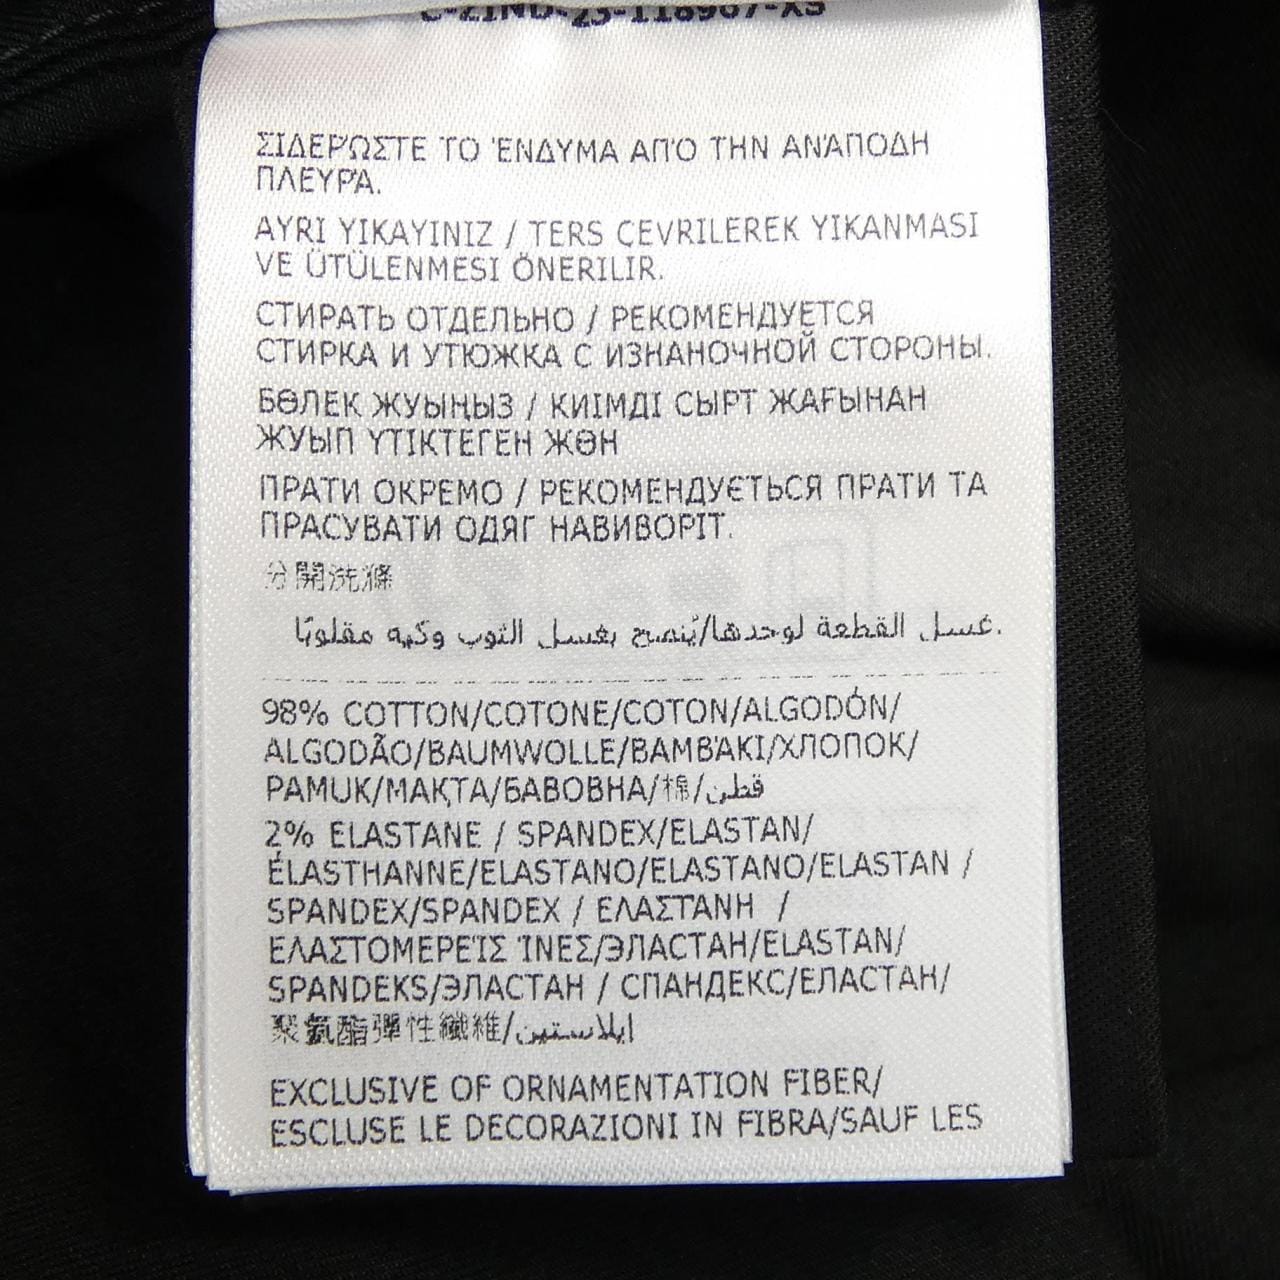 ΣΙΔΕΡΏΣΤΕ ΤΟ ΈΝΔΥΜΑ ΑΠΌ ΤΗΝ ΑΝΆΠΟΔΗ
ΠΛΕΥΡΆ.
AYRI YIKAYINIZ / TERS ÇEVRILEREK YIKANMASI
VE ÜTÜLENMESI ÖNERILIR.
СТИРАТЬ ОТДЕЛЬНО / РЕКОМЕНДУЕТСЯ
СТИРКА И УТЮЖКА С ИЗНАНОЧНОЙ СТОРОНЫ.
БӨЛЕК ЖУЫҢЫЗ / КИІМДІ СЫРТ ЖАҒЫНАН
ЖУЫП ҮТІКТЕГЕН ЖӨН
ПРАТИ ОКРЕМО / РЕКОМЕНДУЄТЬСЯ ПРАТИ ТА
ПРАСУВАТИ ОДЯГ НАВИВОРІТ.
分開洗滌
غسل القطعة لوحدها/يُنصح بغسل الثوب وكيه مقلوبًا.
98% COTTON/COTONE/COTON/ALGODÓN/
ALGODÃO/BAUMWOLLE/ΒΑΜΒΆΚΙ/ХЛОПОК/
PAMUK/МАҚТА/БАВОВНА/棉/قطن
2% ELASTANE / SPANDEX/ELASTAN/
ÉLASTHANNE/ELASTANO/ELASTANO/ELASTAN /
SPANDEX/SPANDEX / ΕΛΑΣΤΆΝΗ /
ΕΛΑΣΤΟΜΕΡΕΊΣ ΊΝΕΣ/ЭЛАСТАН/ELASTAN/
SPANDEKS/ЭЛАСТАН / СПАНДЕКС/ЕЛАСТАН/
聚氨酯彈性纖維/ايلاستين
EXCLUSIVE OF ORNAMENTATION FIBER/
ESCLUSE LE DECORAZIONI IN FIBRA/SAUF LES